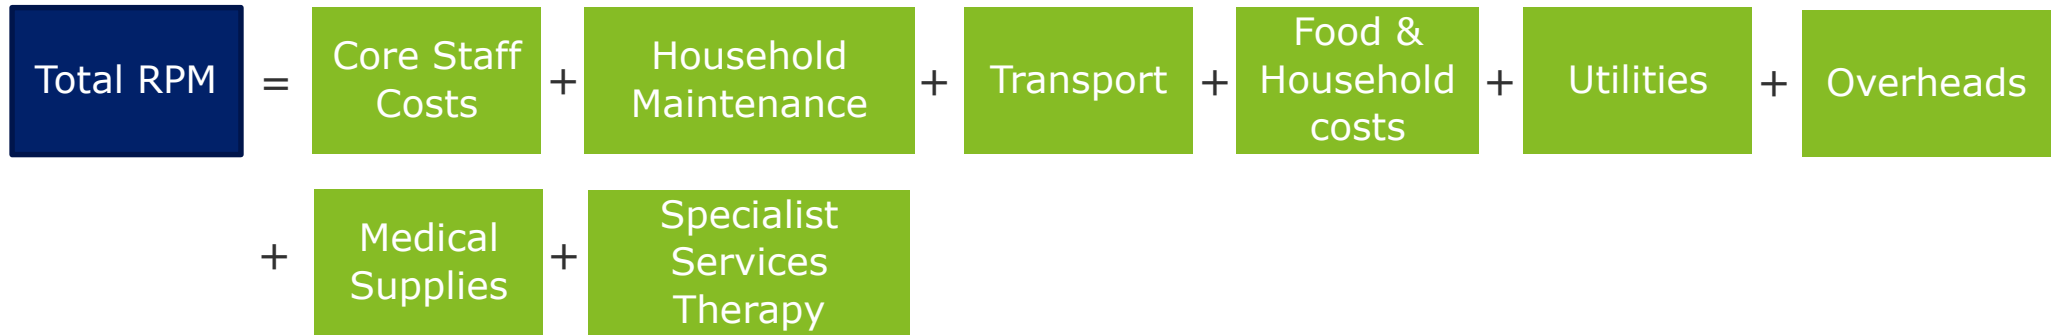 Total RPM = Core Staff Costs + Household Maintenance + Transport + Food & Household costs + Utilities + Overheads
+ Medical Supplies + Specialist Services Therapy